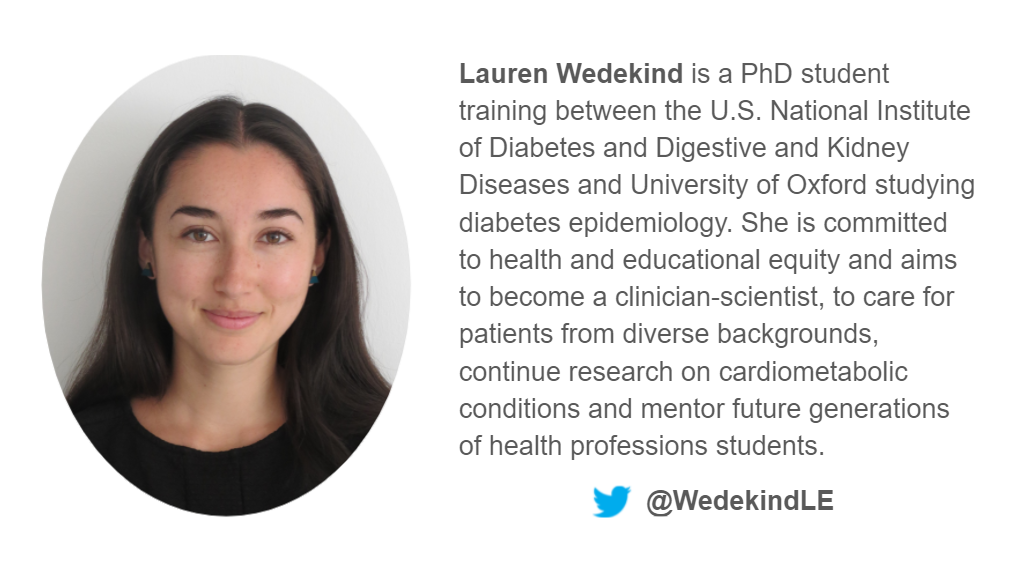 Lauren Wedekind is a PhD student
training between the U.S. National Institute
of Diabetes and Digestive and Kidney
Diseases and University of Oxford studying
diabetes epidemiology. She is committed
to health and educational equity and aims
to become a clinician-scientist, to care for
patients from diverse backgrounds,
continue research on cardiometabolic
conditions and mentor future generations
of health professions students.
@WedekindLE